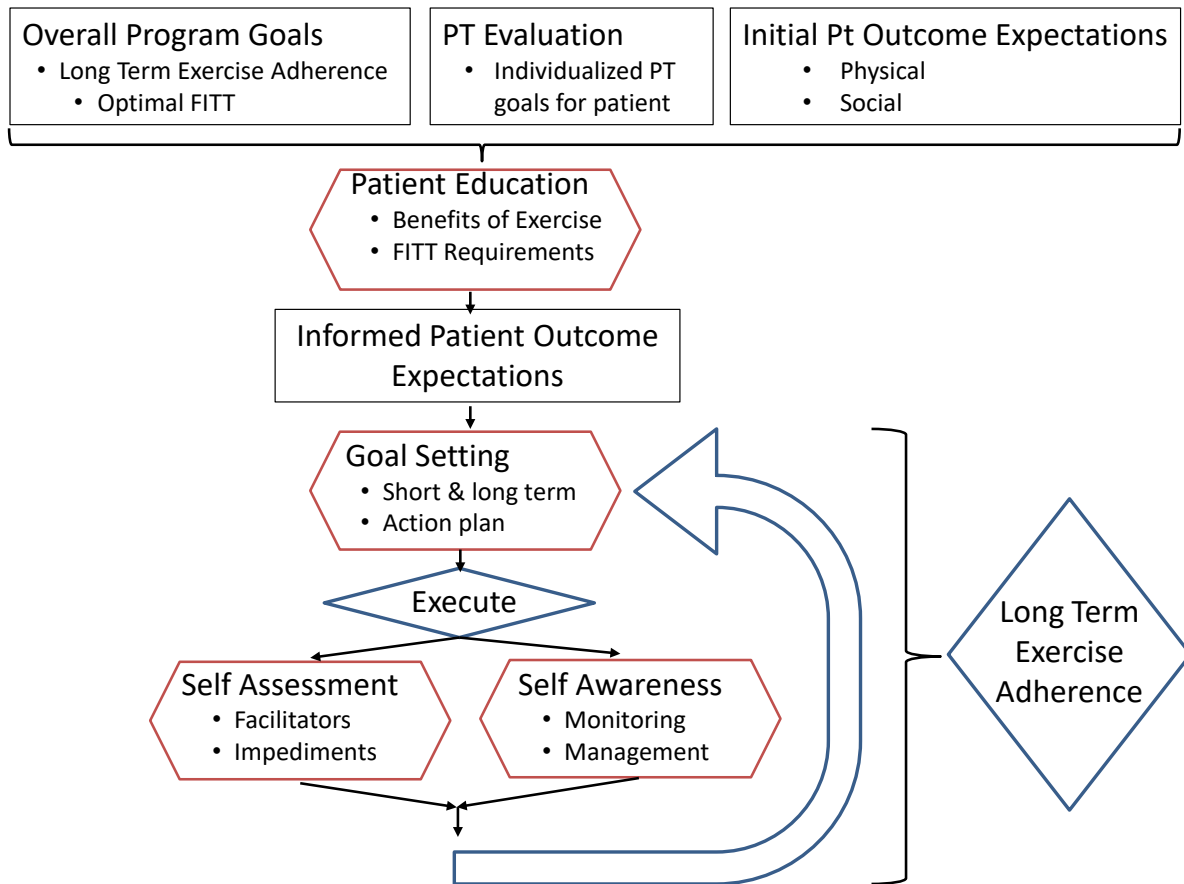 Overall Program Goals
• Long Term Exercise Adherence
• Optimal FITT
PT Evaluation
• Individualized PT
goals for patient
Initial Pt Outcome Expectations
• Physical
• Social
Patient Education
• Benefits of Exercise
• FITT Requirements
Informed Patient Outcome
Expectations
Goal Setting
• Short & long term
• Action plan
Execute
Self Assessment
• Facilitators
• Impediments
Self Awareness
• Monitoring
• Management
Long Term
Exercise
Adherence